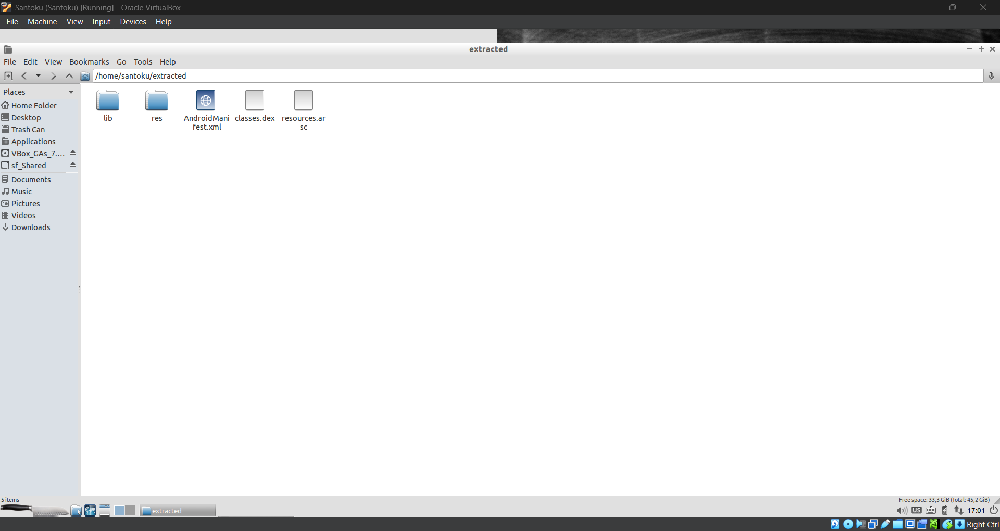 Santoku (Santoku) [Running] - Oracle VirtualBox
File Machine View Input Devices Help
extracted
File Edit View Bookmarks Go Tools Help
/home/santoku/extracted
Places
Home Folder
Desktop
Trash Can
Applications
VBox_GAs_7....
sf_Shared
Documents
Music
Pictures
Videos
Downloads
lib
res
AndroidMani
fest.xml
classes.dex
resources.ar
sc
5 items
Free space: 33,3 GiB (Total: 45,2 GiB)
extracted
US
17:01
Right Ctrl